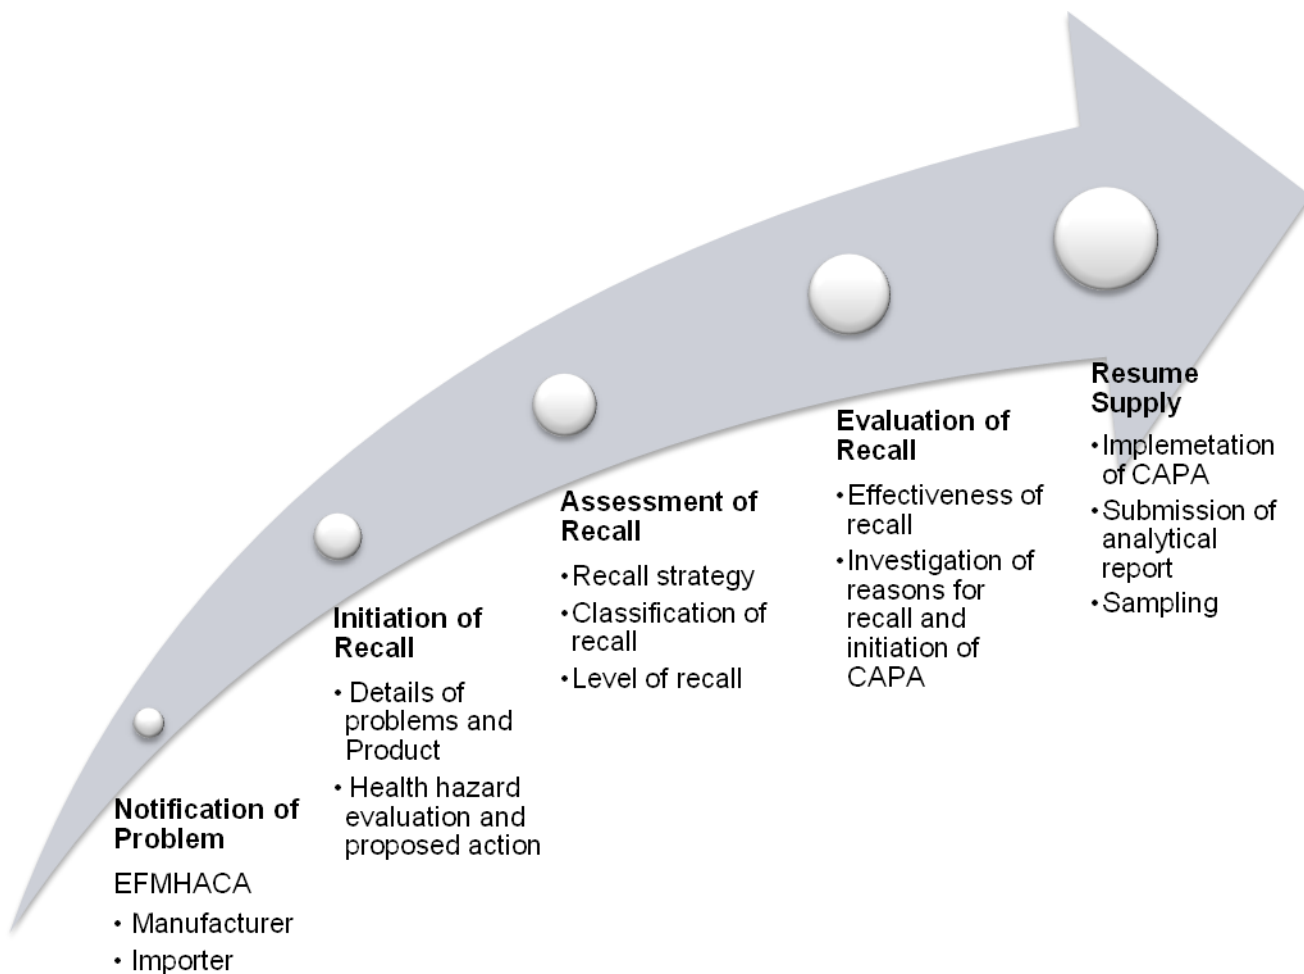 Notification of
Problem
EFMHACA
• Manufacturer
• Importer
Initiation of
Recall
• Details of
problems and
Product
• Health hazard
evaluation and
proposed action
Assessment of
Recall
•Recall strategy
•Classification of
recall
•Level of recall
Evaluation of
Recall
•Effectiveness of
recall
•Investigation of
reasons for
recall and
initiation of
CAPA
Resume
Supply
•Implemetation
of CAPA
•Submission of
analytical
report
•Sampling